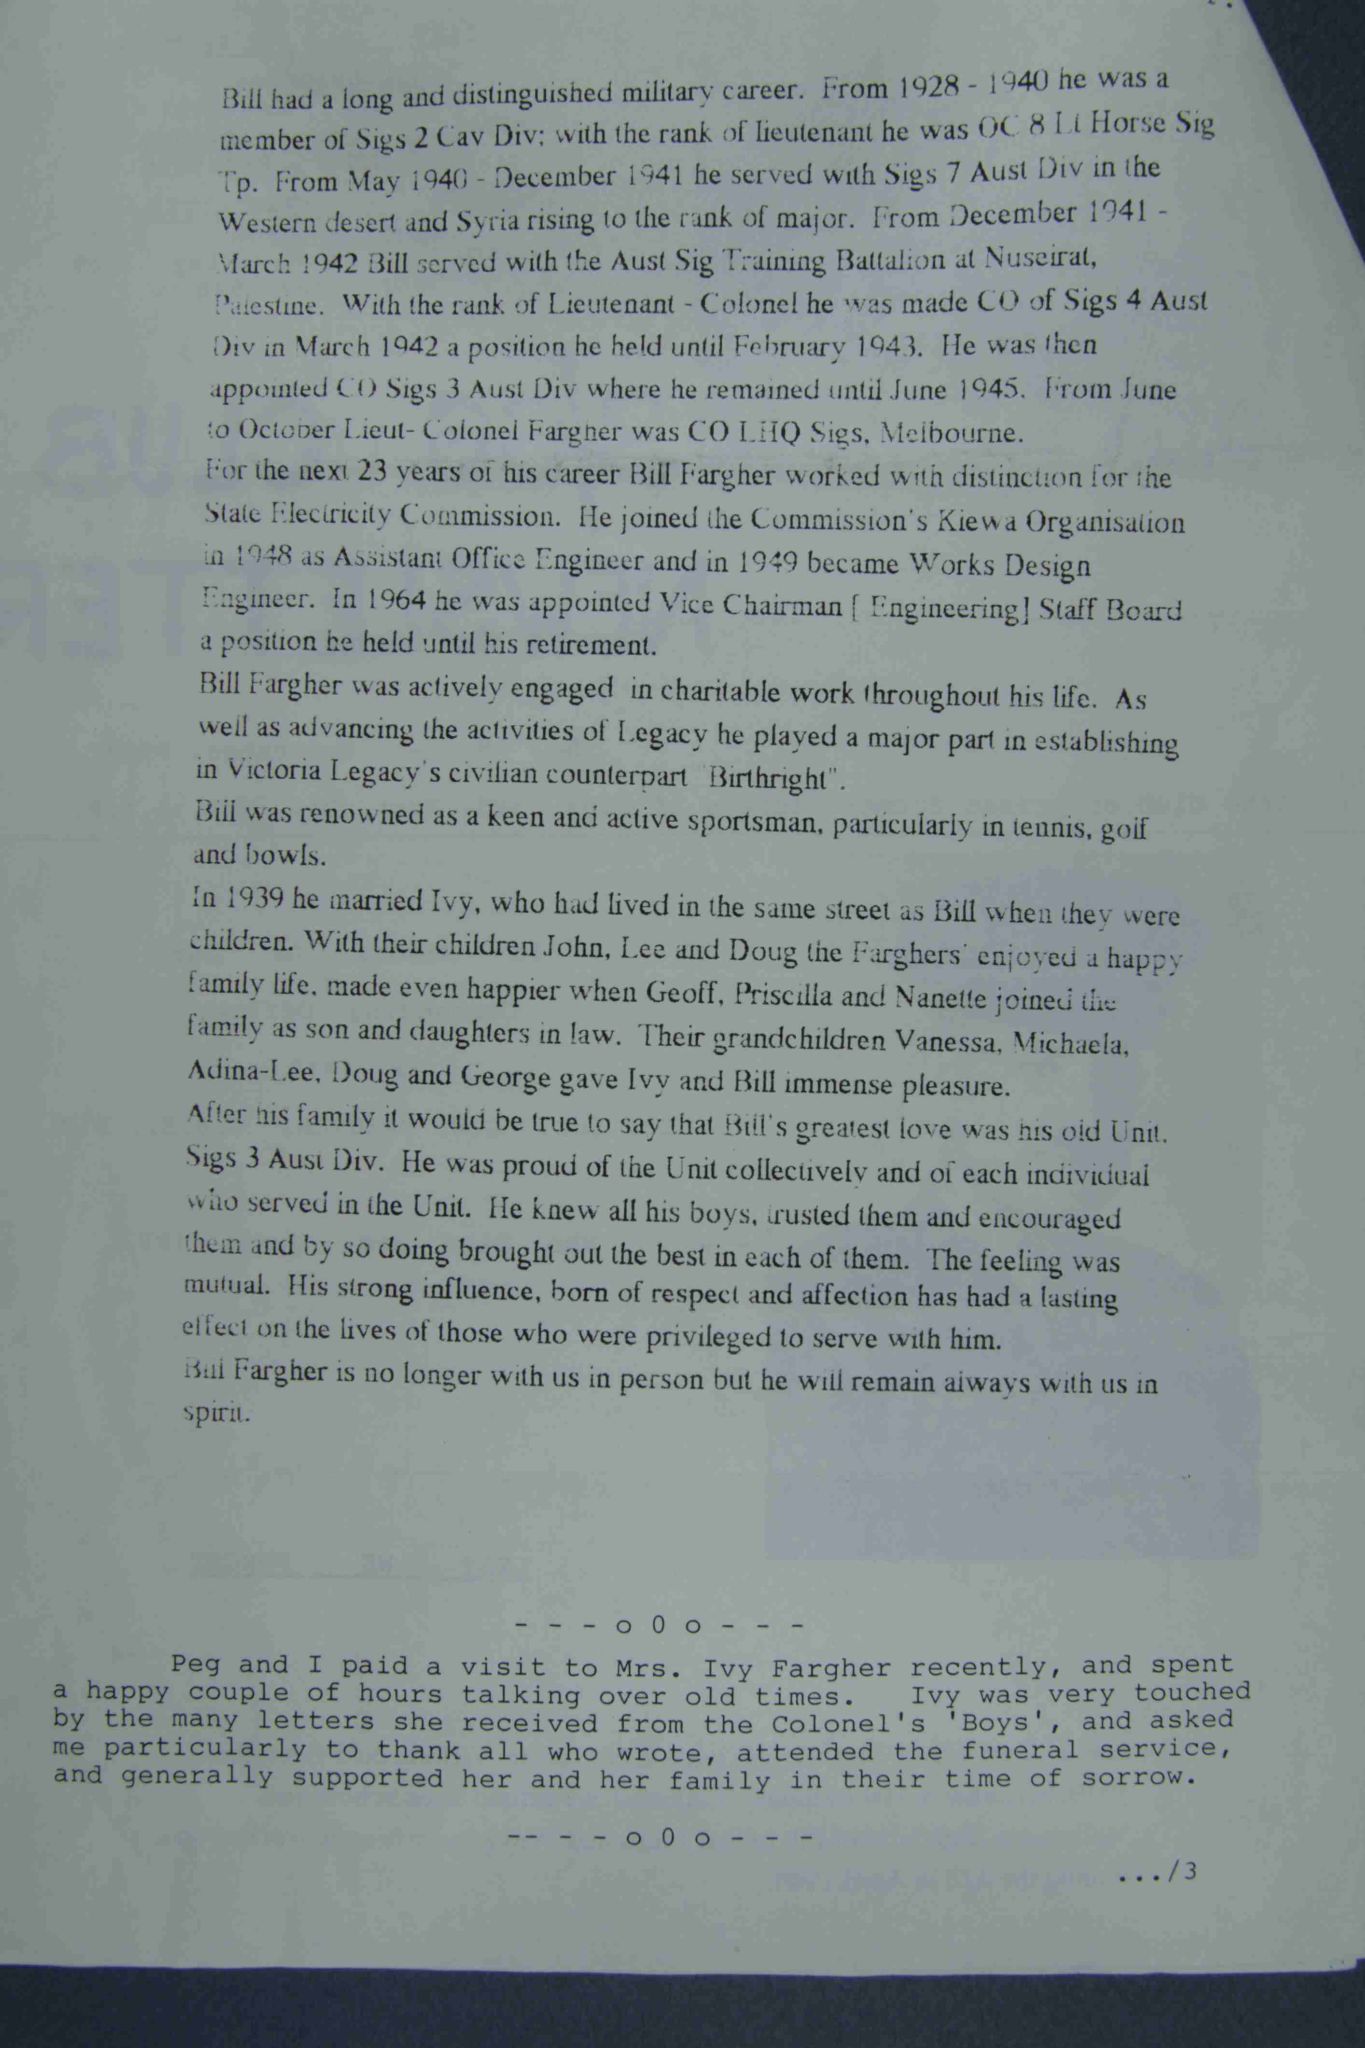 Bill had a long and distinguished military career. From 1928 - 1940 he was a
member of Sigs 2 Cav Div; with the rank of lieutenant he was OC 8 Lt Horse Sig
Tp. From May 1940 - December 1941 he served with Sigs 7 Aust Div in the
Western desert and Syria rising to the rank of major. From December 1941 -
March 1942 Bill served with the Aust Sig Training Battalion at Nuseirat,
Palestine. With the rank of Lieutenant - Colonel he was made CO of Sigs 4 Aust
Div in March 1942 a position he held until February 1943. He was then
appointed CO Sigs 3 Aust Div where he remained until June 1945. From June
to October Lieut- Colonel Fargher was CO LHQ Sigs, Melbourne.
For the next 23 years of his career Bill Fargher worked with distinction for the
State Electricity Commission. He joined the Commission's Kiewa Organisation
in 1948 as Assistant Office Engineer and in 1949 became Works Design
Engineer. In 1964 he was appointed Vice Chairman [ Engineering] Staff Board
a position he held until his retirement.
Bill Fargher was actively engaged in charitable work throughout his life. As
well as advancing the activities of Legacy he played a major part in establishing
in Victoria Legacy's civilian counterpart "Birthright".
Bill was renowned as a keen and active sportsman, particularly in tennis, golf
and bowls.
In 1939 he married Ivy, who had lived in the same street as Bill when they were
children. With their children John, Lee and Doug the Farghers' enjoyed a happy
family life, made even happier when Geoff, Priscilla and Nanette joined the
family as son and daughters in law. Their grandchildren Vanessa, Michaela,
Adina-Lee, Doug and George gave Ivy and Bill immense pleasure.
After his family it would be true to say that Bill's greatest love was his old Unit.
Sigs 3 Aust Div. He was proud of the Unit collectively and of each individual
who served in the Unit. He knew all his boys, trusted them and encouraged
them and by so doing brought out the best in each of them. The feeling was
mutual. His strong influence, born of respect and affection has had a lasting
effect on the lives of those who were privileged to serve with him.
Bill Fargher is no longer with us in person but he will remain always with us in
spirit.
- - - o 0 o - - -
Peg and I paid a visit to Mrs. Ivy Fargher recently, and spent
a happy couple of hours talking over old times. Ivy was very touched
by the many letters she received from the Colonel's 'Boys', and asked
me particularly to thank all who wrote, attended the funeral service,
and generally supported her and her family in their time of sorrow.
-- - - o 0 o - - -
.../3